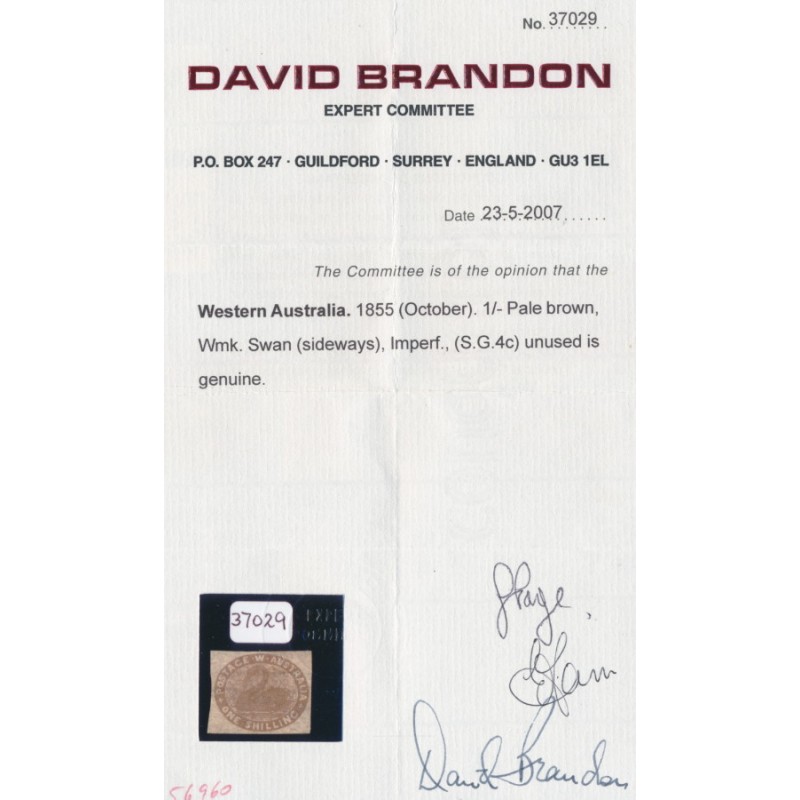 No. 37029
DAVID BRANDON
EXPERT COMMITTEE
P.O. BOX 247 · GUILDFORD · SURREY · ENGLAND · GU3 1EL
Date 23-5-2007
The Committee is of the opinion that the
Western Australia. 1855 (October). 1/- Pale brown,
Wmk. Swan (sideways), Imperf., (S.G.4c) unused is
genuine.
37029
POSTAGE W. AUSTRALIA
ONE SHILLING
David Brandon
56960